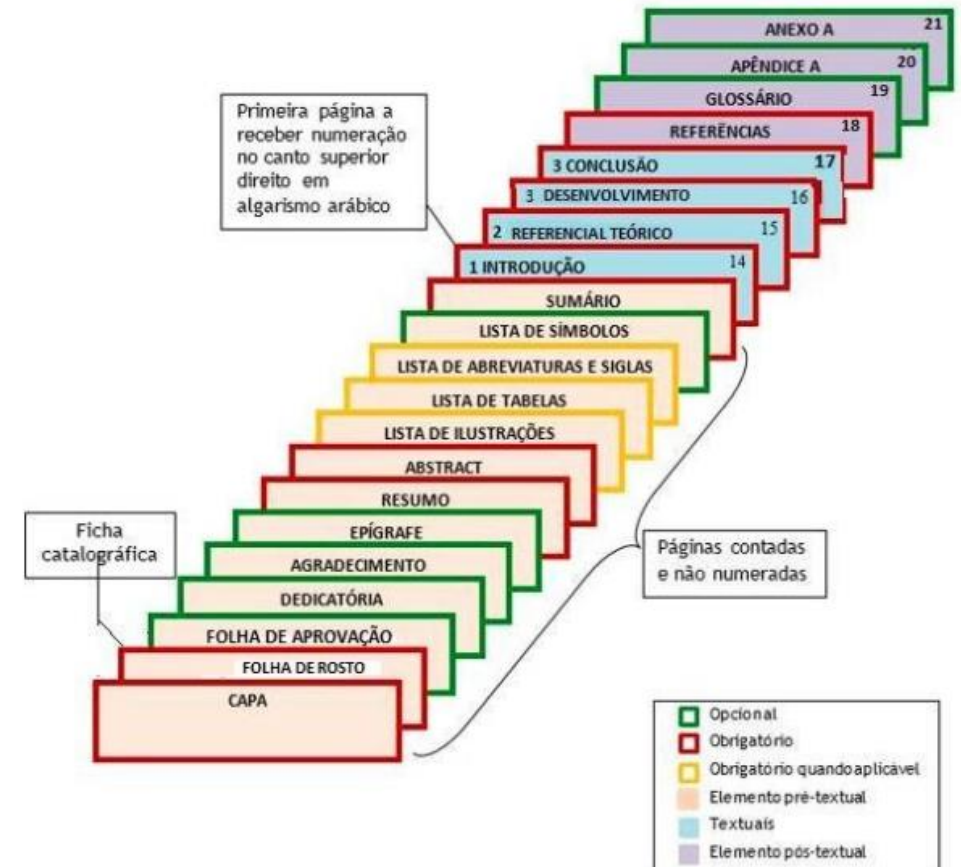 ANEXO A 21
APÊNDICE A 20
GLOSSÁRIO 19
REFERÊNCIAS 18
3 CONCLUSÃO 17
3 DESENVOLVIMENTO 16
2 REFERENCIAL TEÓRICO 15
1 INTRODUÇÃO 14
SUMÁRIO
LISTA DE SÍMBOLOS
LISTA DE ABREVIATURAS E SIGLAS
LISTA DE TABELAS
LISTA DE ILUSTRAÇÕES
ABSTRACT
RESUMO
EPÍGRAFE
AGRADECIMENTO
DEDICATÓRIA
FOLHA DE APROVAÇÃO
FOLHA DE ROSTO
CAPA
Primeira página a
receber numeração
no canto superior
direito em
algarismo arábico
Ficha
catalográfica
Páginas contadas
e não numeradas
Opcional
Obrigatório
Obrigatório quando aplicável
Elemento pré-textual
Textuais
Elemento pós-textual